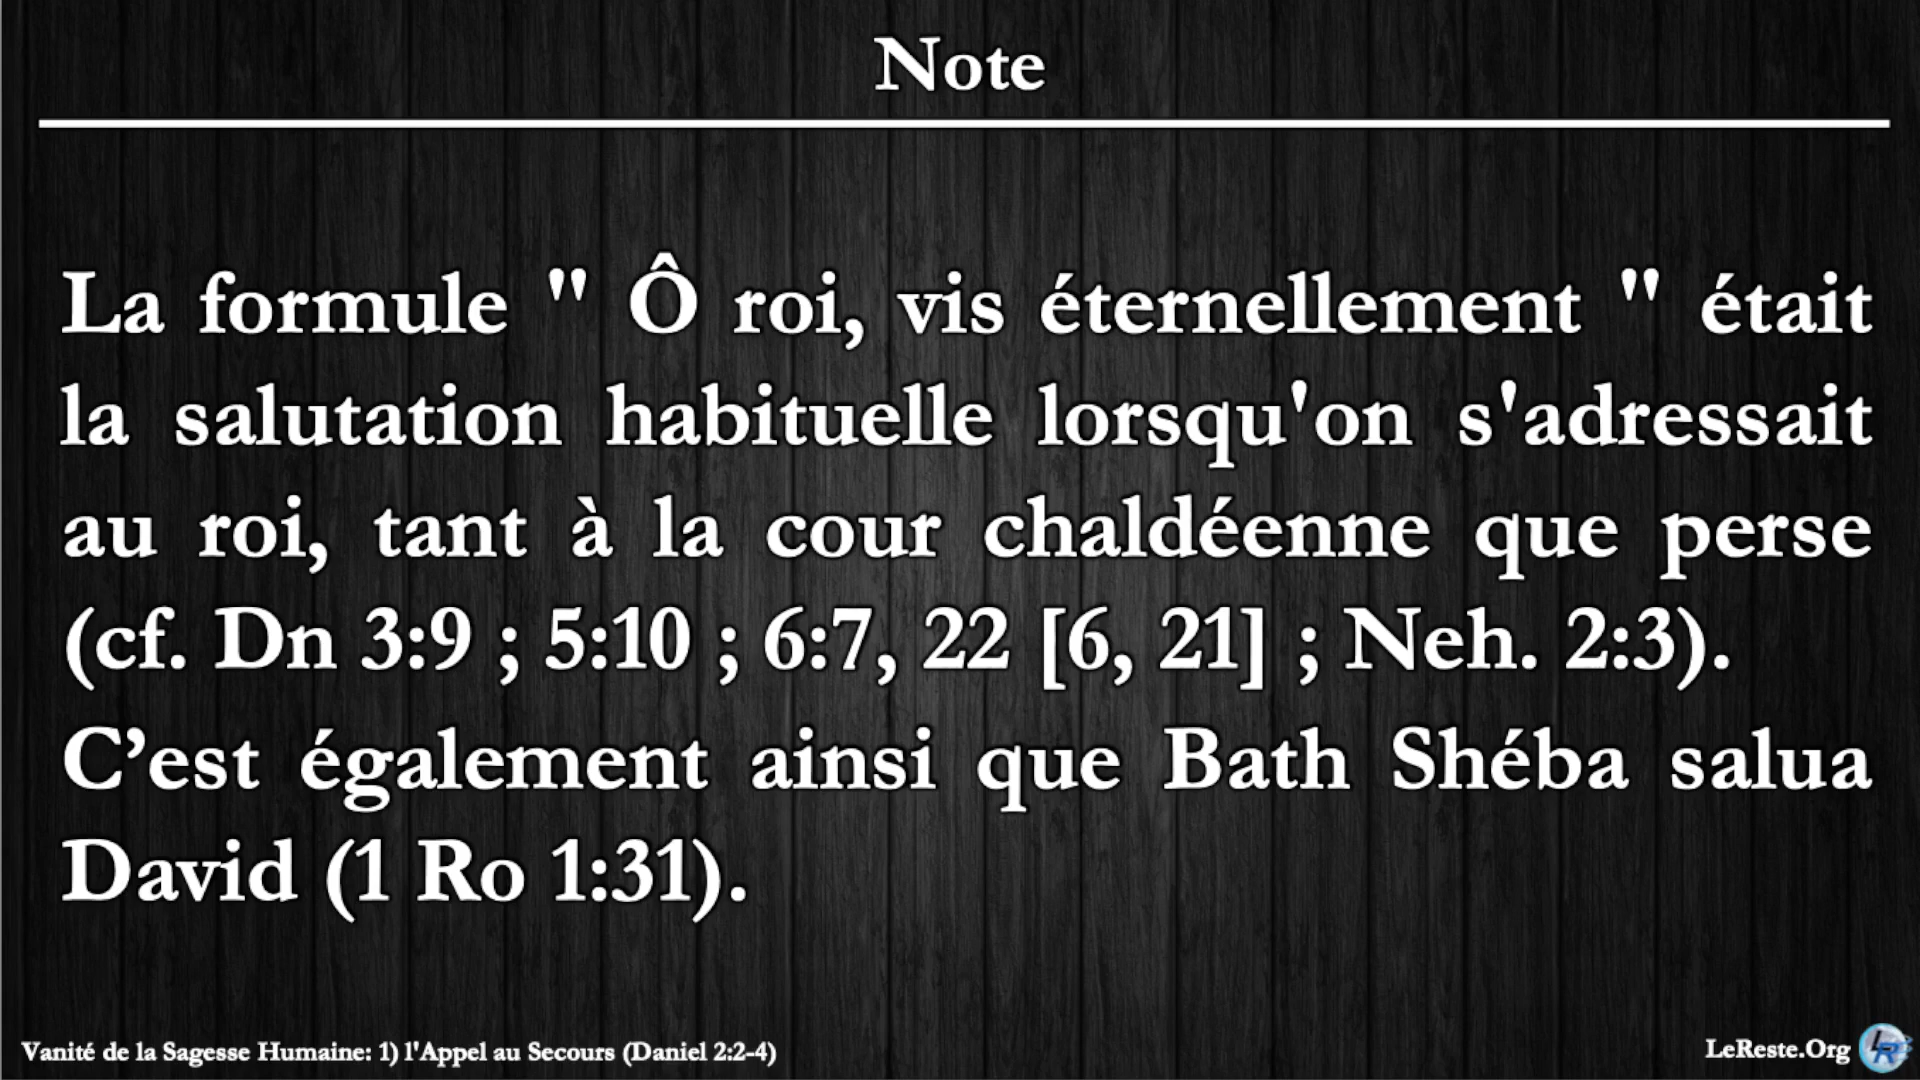 Note
La formule " Ô roi, vis éternellement " était
la salutation habituelle lorsqu'on s'adressait
au roi, tant à la cour chaldéenne que perse
(cf. Dn 3:9 ; 5:10 ; 6:7, 22 [6, 21] ; Neh. 2:3).
C’est également ainsi que Bath Shéba salua
David (1 Ro 1:31).
Vanité de la Sagesse Humaine: 1) l'Appel au Secours (Daniel 2:2-4)
LeReste.Org LR